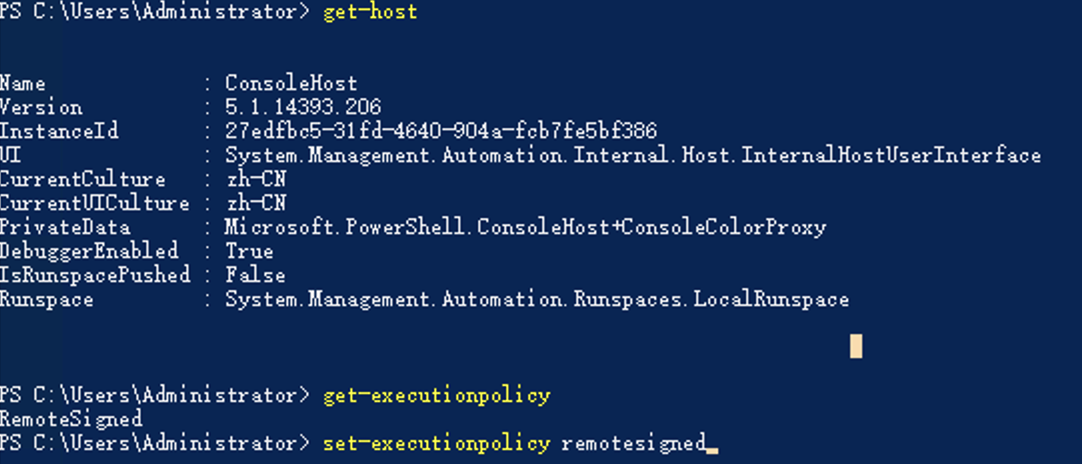 PS C:\Users\Administrator> get-host
Name : ConsoleHost
Version : 5.1.14393.206
InstanceId : 27edfbc5-31fd-4640-904a-fcb7fe5bf386
UI : System.Management.Automation.Internal.Host.InternalHostUserInterface
CurrentCulture : zh-CN
CurrentUICulture : zh-CN
PrivateData : Microsoft.PowerShell.ConsoleHost+ConsoleColorProxy
DebuggerEnabled : True
IsRunspacePushed : False
Runspace : System.Management.Automation.Runspaces.LocalRunspace
PS C:\Users\Administrator> get-executionpolicy
RemoteSigned
PS C:\Users\Administrator> set-executionpolicy remotesigned